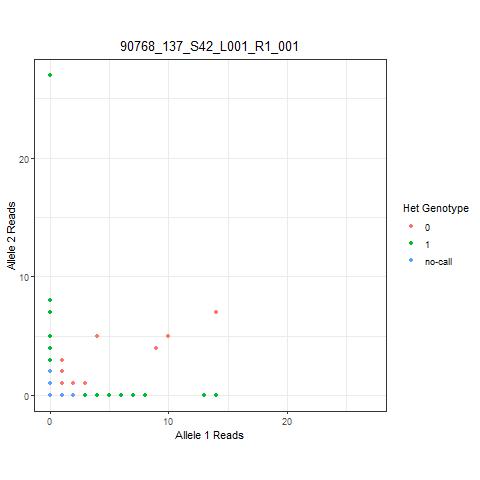 90768_137_S42_L001_R1_001
Allele 2 Reads
20
10
0
0 10 20
Allele 1 Reads
Het Genotype
0
1
no-call